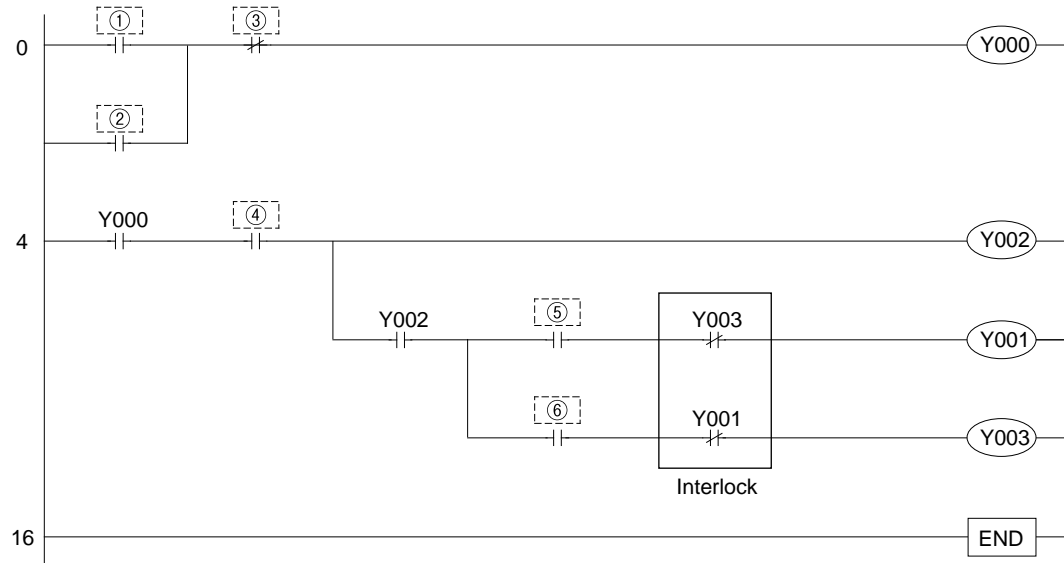 ① ③
0 Y000
②
Y000 ④
4 Y002
Y002 ⑤ Y003
Y001
⑥ Y001
Y003
Interlock
16 END